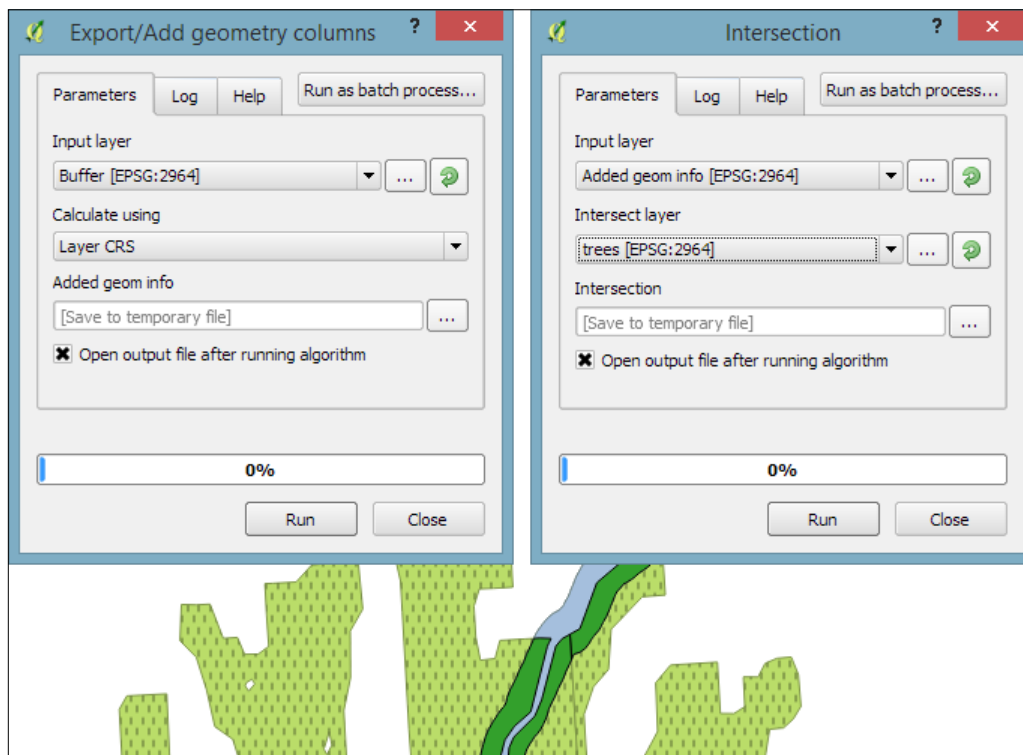 Export/Add geometry columns ?
Parameters Log Help Run as batch process...
Input layer
Buffer [EPSG:2964] ...
Calculate using
Layer CRS
Added geom info
[Save to temporary file] ...
Open output file after running algorithm
0%
Run Close
Intersection ?
Parameters Log Help Run as batch process...
Input layer
Added geom info [EPSG:2964] ...
Intersect layer
trees [EPSG:2964] ...
Intersection
[Save to temporary file] ...
Open output file after running algorithm
0%
Run Close